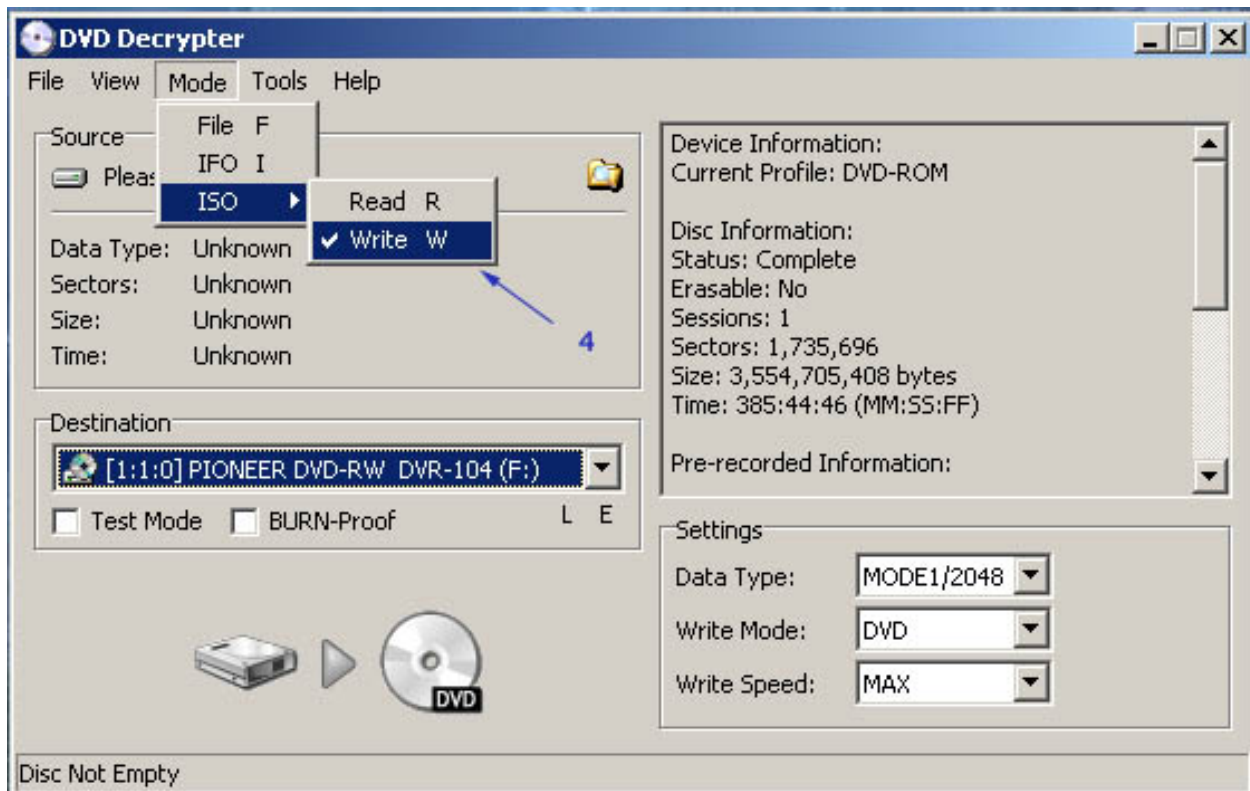 DVD Decrypter
File View Mode Tools Help
File F
IFO I
ISO
Read R
Write W
4
Source
Pleas
Data Type: Unknown
Sectors: Unknown
Size: Unknown
Time: Unknown
Destination
[1:1:0] PIONEER DVD-RW DVR-104 (F:)
Test Mode BURN-Proof L E
DVD
Device Information:
Current Profile: DVD-ROM
Disc Information:
Status: Complete
Erasable: No
Sessions: 1
Sectors: 1,735,696
Size: 3,554,705,408 bytes
Time: 385:44:46 (MM:SS:FF)
Pre-recorded Information:
Settings
Data Type: MODE1/2048
Write Mode: DVD
Write Speed: MAX
Disc Not Empty